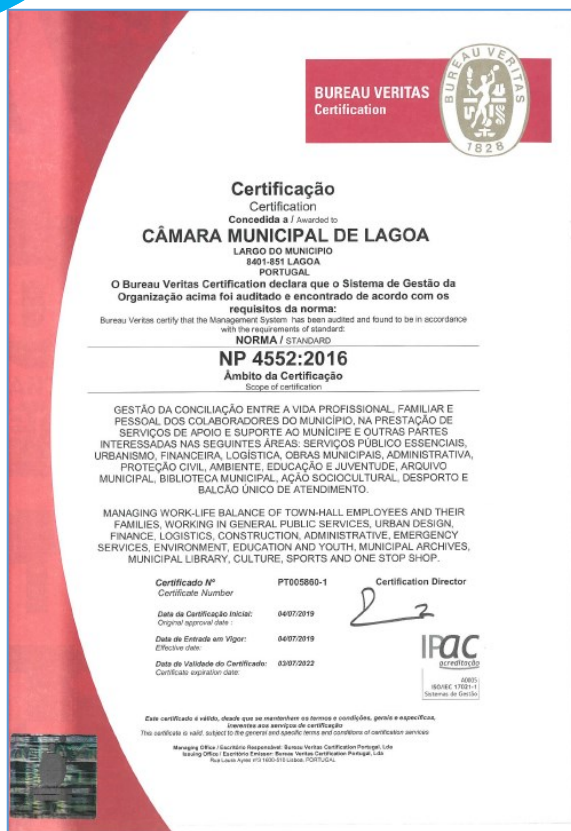 BUREAU VERITAS
Certification
BUREAU VERITAS
1828
Certificação
Certification
Concedida a / Awarded to
CÂMARA MUNICIPAL DE LAGOA
LARGO DO MUNICIPIO
8401-851 LAGOA
PORTUGAL
O Bureau Veritas Certification declara que o Sistema de Gestão da
Organização acima foi auditado e encontrado de acordo com os
requisitos da norma:
Bureau Veritas certify that the Management System has been audited and found to be in accordance
with the requirements of standard:
NORMA / STANDARD
NP 4552:2016
Âmbito da Certificação
Scope of certification
GESTÃO DA CONCILIAÇÃO ENTRE A VIDA PROFISSIONAL, FAMILIAR E
PESSOAL DOS COLABORADORES DO MUNICÍPIO, NA PRESTAÇÃO DE
SERVIÇOS DE APOIO E SUPORTE AO MUNÍCIPE E OUTRAS PARTES
INTERESSADAS NAS SEGUINTES ÁREAS: SERVIÇOS PÚBLICO ESSENCIAIS,
URBANISMO, FINANCEIRA, LOGÍSTICA, OBRAS MUNICIPAIS, ADMINISTRATIVA,
PROTEÇÃO CIVIL, AMBIENTE, EDUCAÇÃO E JUVENTUDE, ARQUIVO
MUNICIPAL, BIBLIOTECA MUNICIPAL, AÇÃO SOCIOCULTURAL, DESPORTO E
BALCÃO ÚNICO DE ATENDIMENTO.
MANAGING WORK-LIFE BALANCE OF TOWN-HALL EMPLOYEES AND THEIR
FAMILIES, WORKING IN GENERAL PUBLIC SERVICES, URBAN DESIGN,
FINANCE, LOGISTICS, CONSTRUCTION, ADMINISTRATIVE, EMERGENCY
SERVICES, ENVIRONMENT, EDUCATION AND YOUTH, MUNICIPAL ARCHIVES,
MUNICIPAL LIBRARY, CULTURE, SPORTS AND ONE STOP SHOP.
Certificado Nº PT005860-1 Certification Director
Certificate Number
Data da Certificação Inicial: 04/07/2019
Original approval date :
Data de Entrada em Vigor: 04/07/2019
Effective date:
Data de Validade do Certificado: 03/07/2022
Certificate expiration date:
IPAC
acreditação
ISO/IEC 17021-1
Sistemas de Gestão
Este certificado é válido, desde que se mantenham os termos e condições, gerais e específicos,
inerentes aos serviços de certificação
This certificate is valid, subject to the general and specific terms and conditions of certification services
Managing Office / Escritório Responsável: Bureau Veritas Certification Portugal, Lda
Issuing Office / Escritório Emissor: Bureau Veritas Certification Portugal, Lda
Lisboa, PORTUGAL